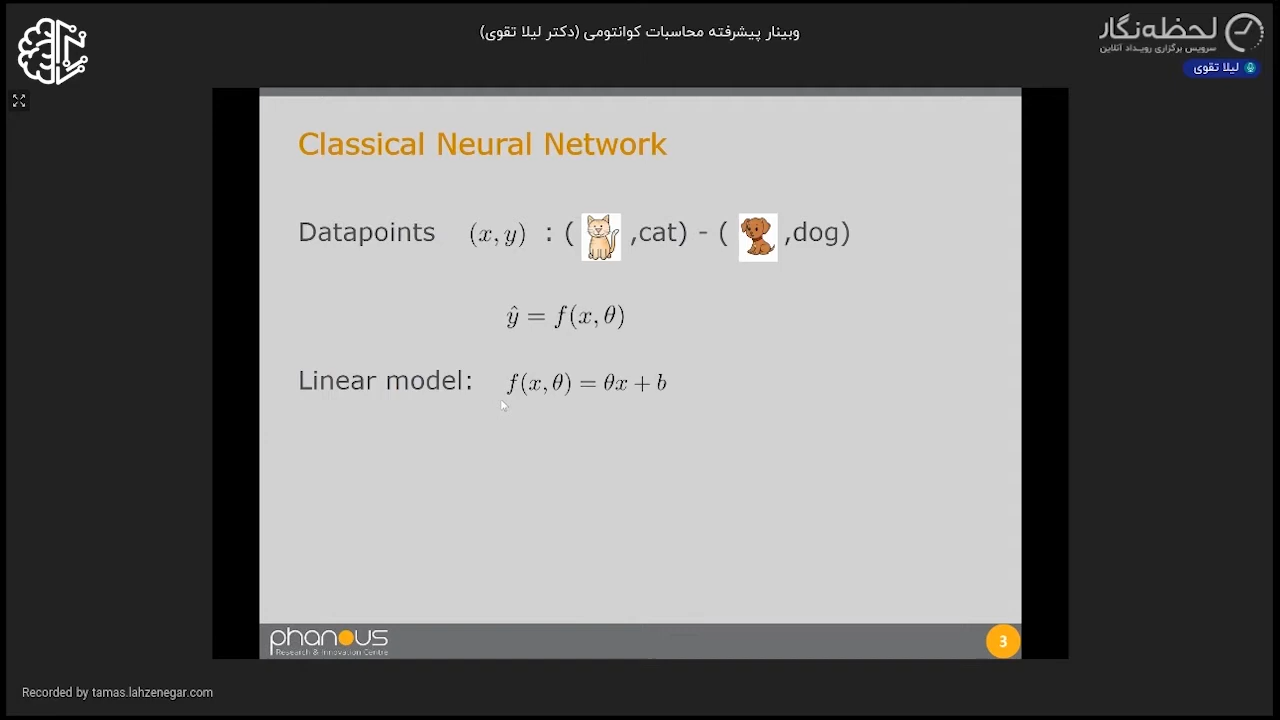 وبینار پیشرفته محاسبات کوانتومی (دکتر لیلا تقوی)
لحظه‌نگار
سرویس برگزاری رویداد آنلاین
لیلا تقوی
Classical Neural Network
Datapoints (x, y) : ( ,cat) - ( ,dog)
ŷ = f(x, θ)
Linear model: f(x, θ) = θx + b
phanous
Research & Innovation Centre
3
Recorded by tamas.lahzenegar.com